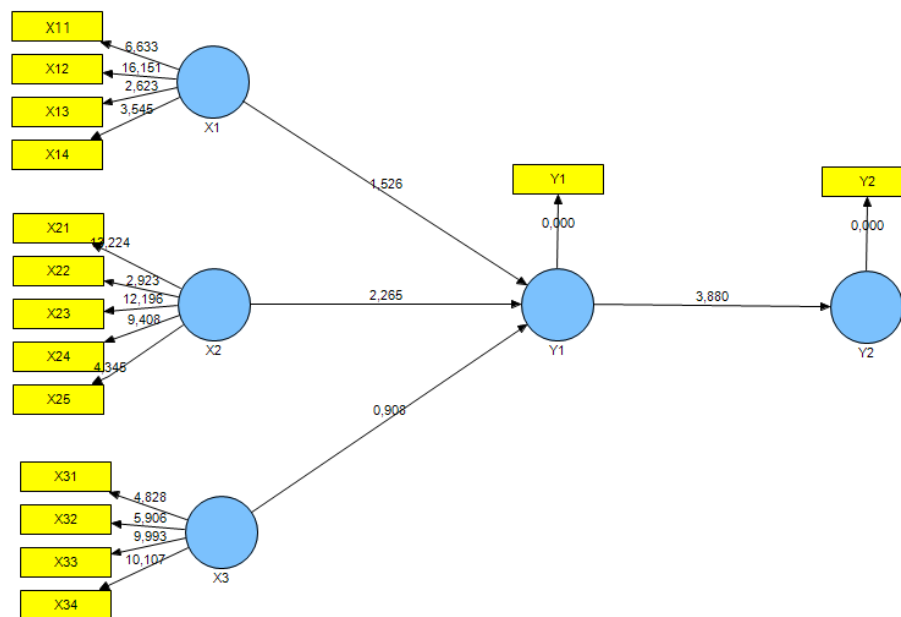 X11
6,633
X12
16,151
X13
2,623
X14
3,545
X1
1,526
Y1
0,000
Y2
0,000
X21
X22
2,923
X23
12,196
X24
9,408
X25
4,345
X2
2,265
Y1
3,880
Y2
0,908
X31
4,828
X32
5,906
X33
9,993
X34
10,107
X3